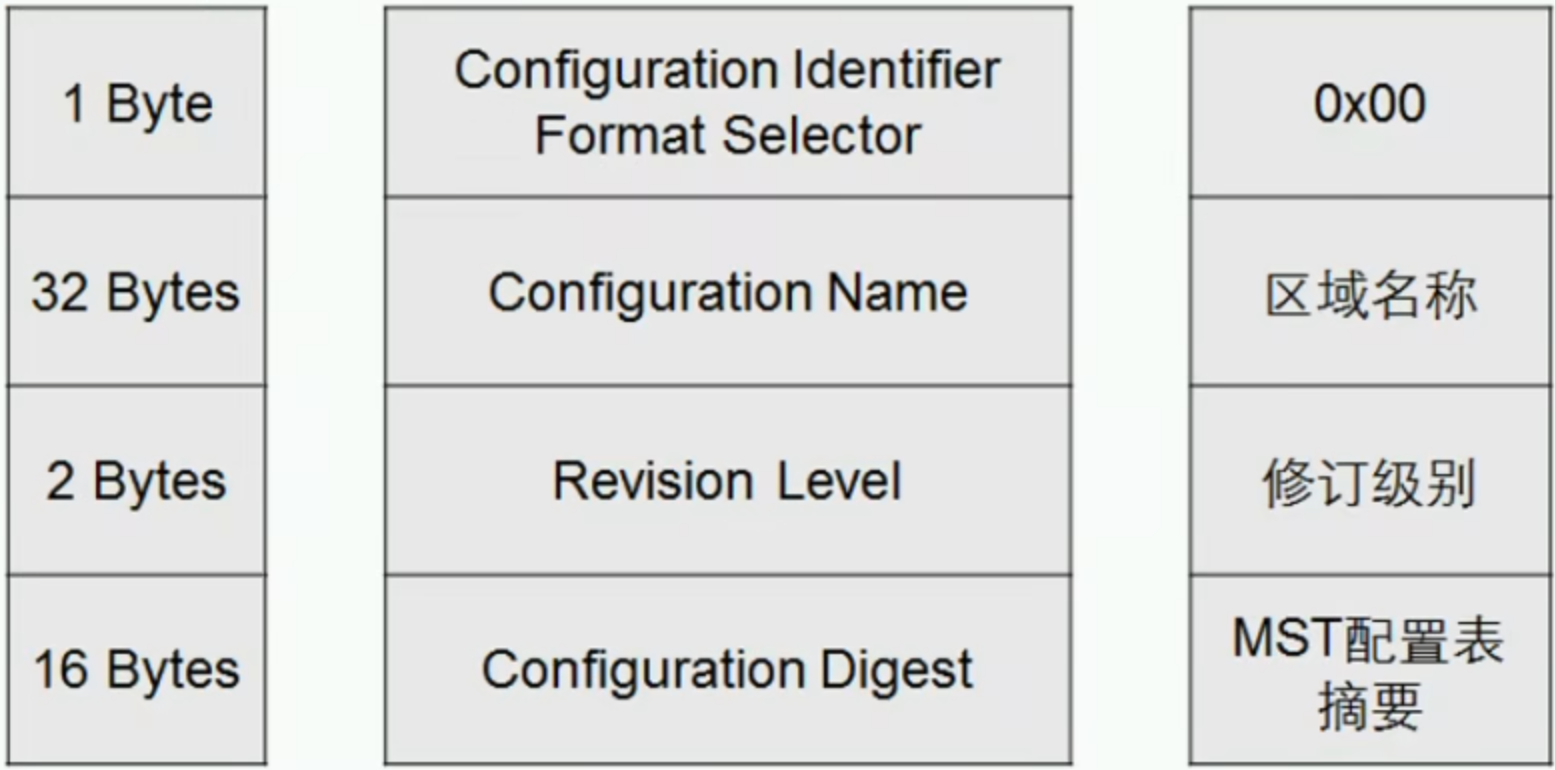 1 Byte
Configuration Identifier
Format Selector
0x00
32 Bytes
Configuration Name
区域名称
2 Bytes
Revision Level
修订级别
16 Bytes
Configuration Digest
MST配置表
摘要